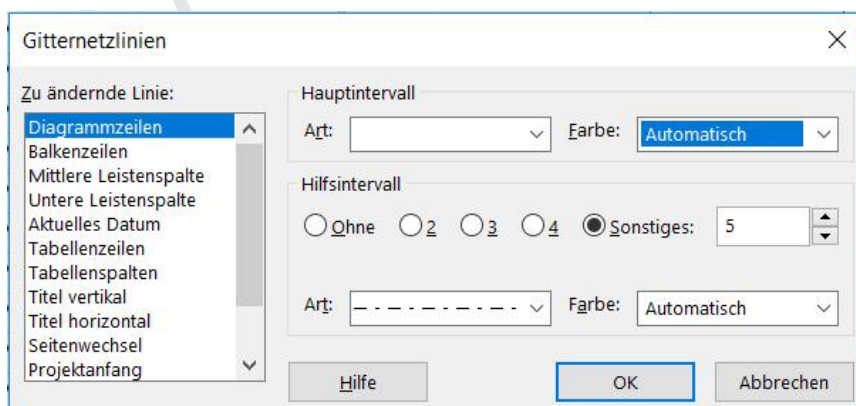 Gitternetzlinien
Zu ändernde Linie:
Diagrammzeilen
Balkenzeilen
Mittlere Leistenspalte
Untere Leistenspalte
Aktuelles Datum
Tabellenzeilen
Tabellenspalten
Titel vertikal
Titel horizontal
Seitenwechsel
Projektanfang
Hauptintervall
Art: Farbe: Automatisch
Hilfsintervall
Ohne 2 3 4 Sonstiges: 5
Art: Farbe: Automatisch
Hilfe OK Abbrechen